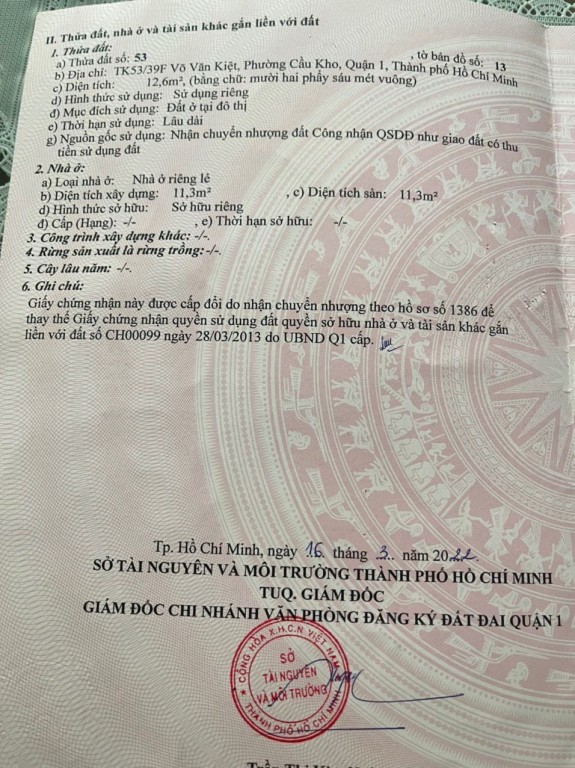 II. Thửa đất, nhà ở và tài sản khác gắn liền với đất
1. Thửa đất:
a) Thửa đất số: 53 , tờ bản đồ số: 13
b) Địa chỉ: TK53/39F Võ Văn Kiệt, Phường Cầu Kho, Quận 1, Thành phố Hồ Chí Minh
c) Diện tích: 12,6m², (bằng chữ: mười hai phẩy sáu mét vuông)
d) Hình thức sử dụng: Sử dụng riêng
đ) Mục đích sử dụng: Đất ở tại đô thị
e) Thời hạn sử dụng: Lâu dài
g) Nguồn gốc sử dụng: Nhận chuyển nhượng đất Công nhận QSDĐ như giao đất có thu
tiền sử dụng đất
2. Nhà ở:
a) Loại nhà ở: Nhà ở riêng lẻ
b) Diện tích xây dựng: 11,3m² , c) Diện tích sàn: 11,3m²
d) Hình thức sở hữu: Sở hữu riêng
đ) Cấp (Hạng): -/- , e) Thời hạn sở hữu: -/-
3. Công trình xây dựng khác: -/-.
4. Rừng sản xuất là rừng trồng: -/-.
5. Cây lâu năm: -/-.
6. Ghi chú:
Giấy chứng nhận này được cấp đổi do nhận chuyển nhượng theo hồ sơ số 1386 để
thay thế Giấy chứng nhận quyền sử dụng đất quyền sở hữu nhà ở và tài sản khác gắn
liền với đất số CH00099 ngày 28/03/2013 do UBND Q1 cấp.
Tp. Hồ Chí Minh, ngày 16 tháng 3 năm 2022.
SỞ TÀI NGUYÊN VÀ MÔI TRƯỜNG THÀNH PHỐ HỒ CHÍ MINH
TUQ. GIÁM ĐỐC
GIÁM ĐỐC CHI NHÁNH VĂN PHÒNG ĐĂNG KÝ ĐẤT ĐAI QUẬN 1
CỘNG HÒA X.H.C.N VIỆT NAM
SỞ
TÀI NGUYÊN
VÀ MÔI TRƯỜNG
THÀNH PHỐ HỒ CHÍ MINH